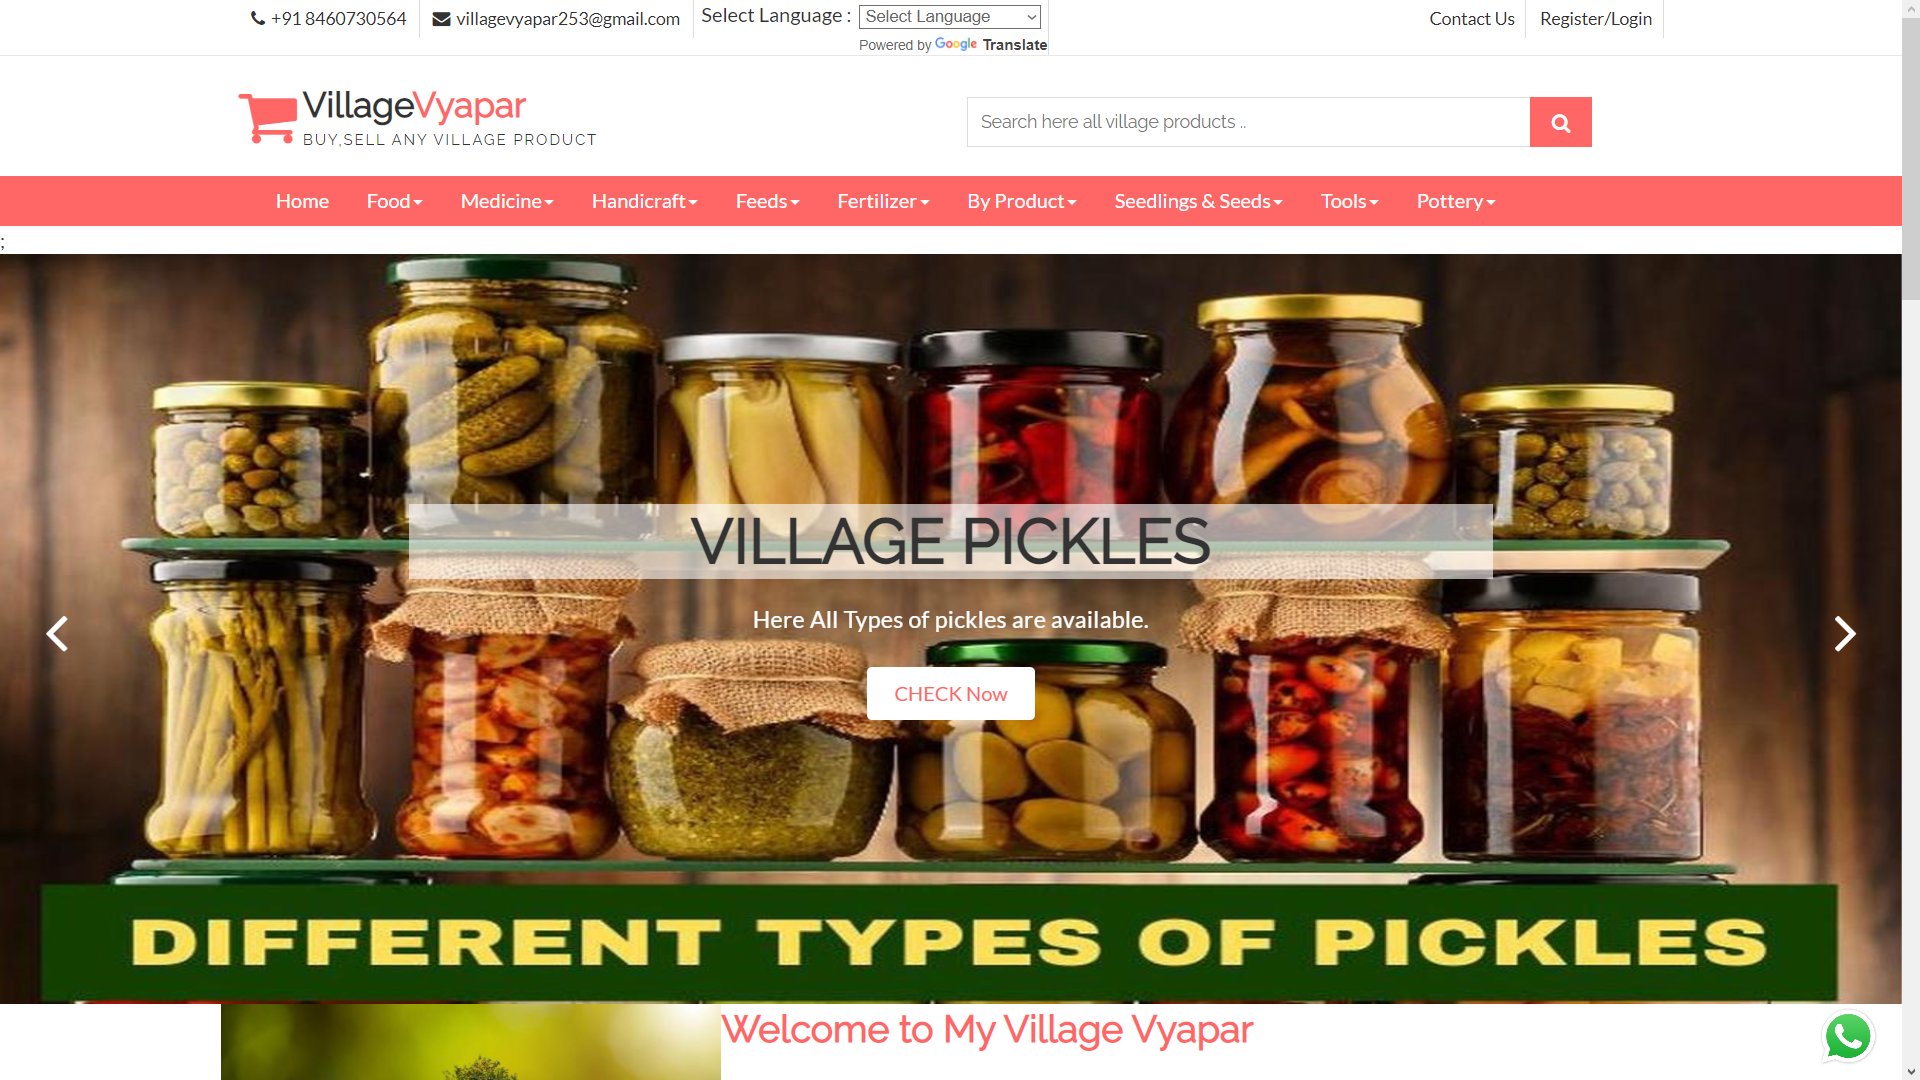 +91 8460730564
villagevyapar253@gmail.com
Select Language :
Select Language
Powered by Google Translate
Contact Us
Register/Login
VillageVyapar
BUY,SELL ANY VILLAGE PRODUCT
Search here all village products ..
Home Food Medicine Handicraft Feeds Fertilizer By Product Seedlings & Seeds Tools Pottery
;
VILLAGE PICKLES
Here All Types of pickles are available.
CHECK Now
DIFFERENT TYPES OF PICKLES
Welcome to My Village Vyapar